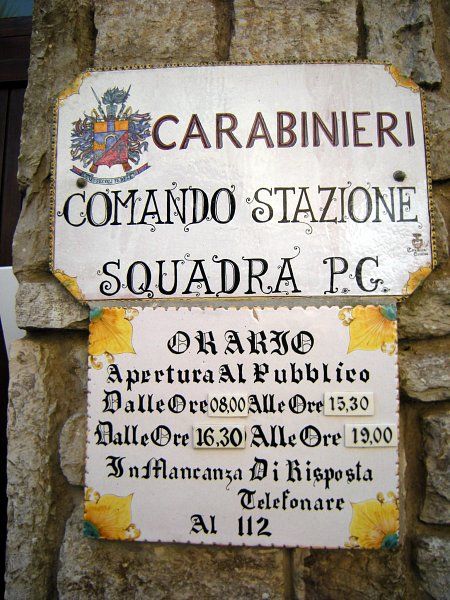 CARABINIERI
COMANDO STAZIONE
SQUADRA P.G.
ORARIO
Apertura Al Pubblico
Dalle Ore 08,00 Alle Ore 15,30
Dalle Ore 16,30 Alle Ore 19,00
In Mancanza Di Risposta
Telefonare
Al 112